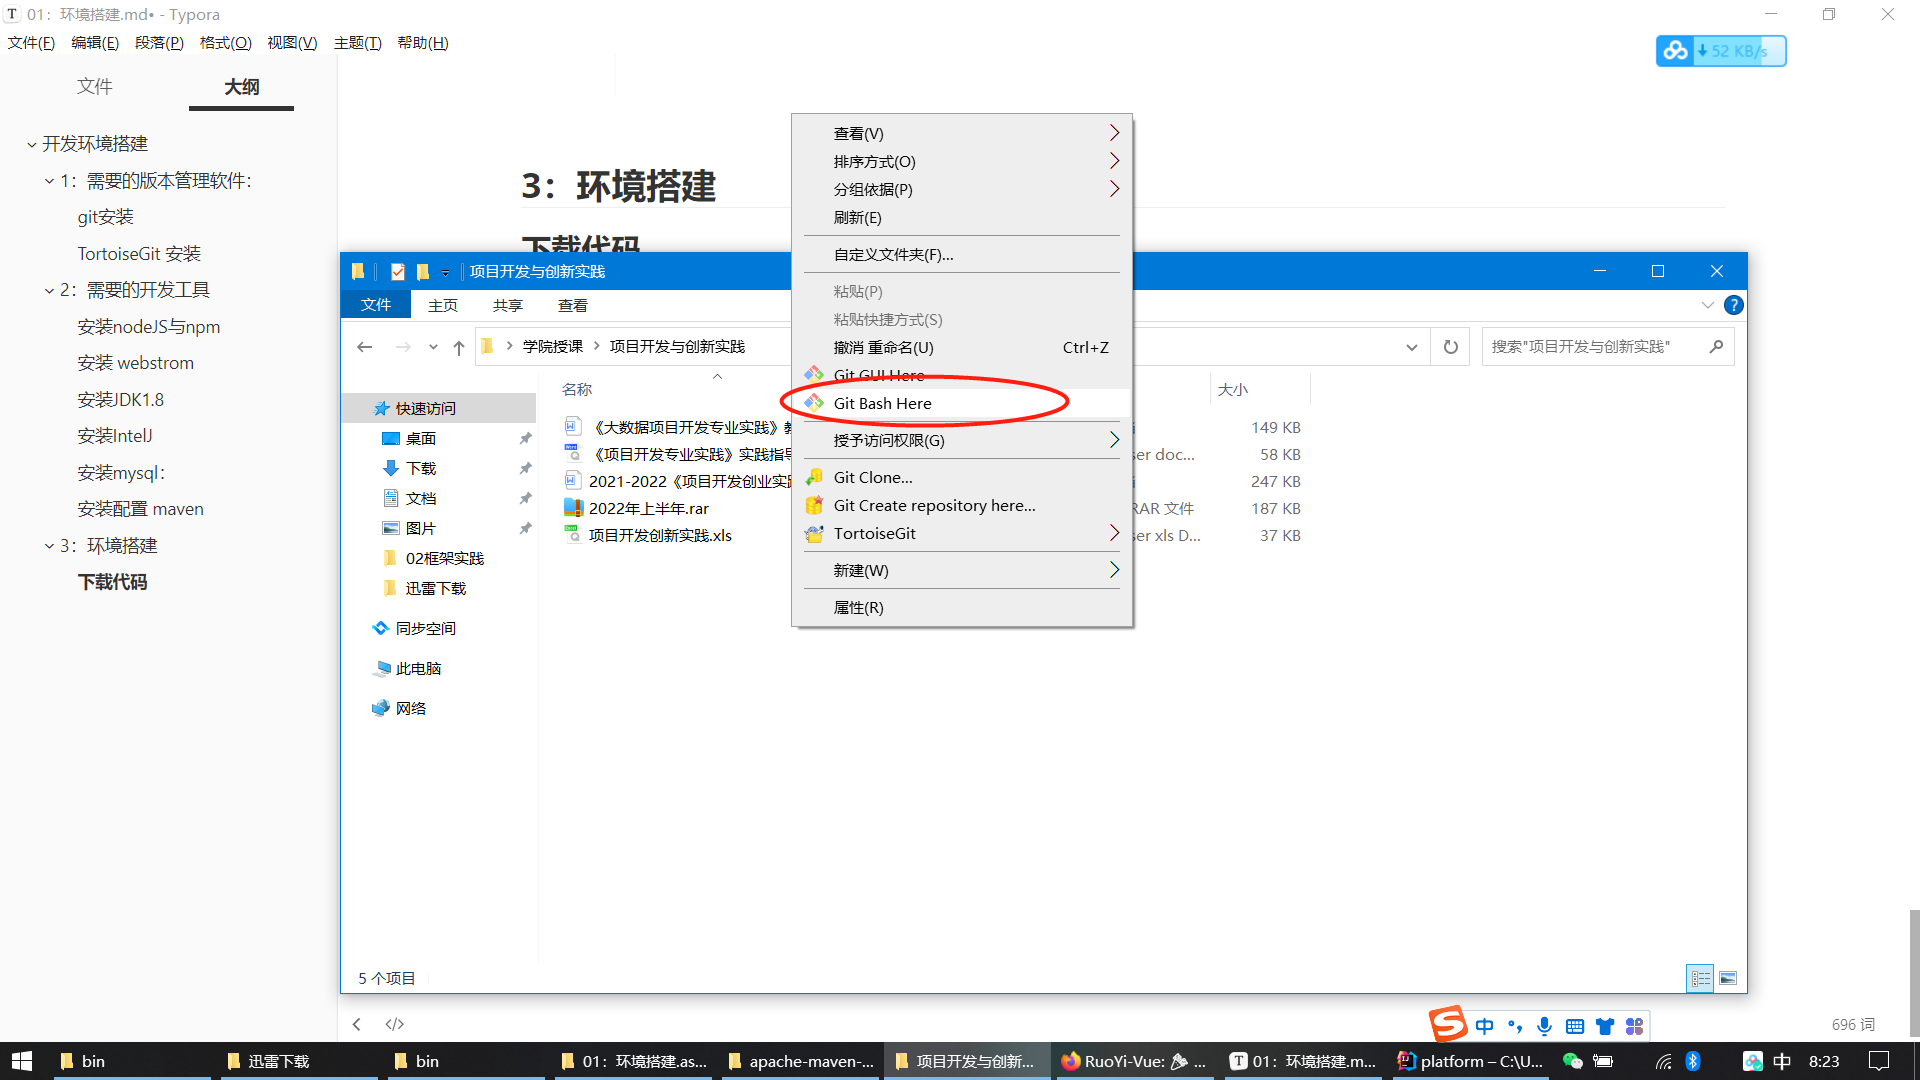 01：环境搭建.md• - Typora
文件(F) 编辑(E) 段落(P) 格式(O) 视图(V) 主题(T) 帮助(H)
52 KB/s
文件 大纲
开发环境搭建
1：需要的版本管理软件：
git安装
TortoiseGit 安装
2：需要的开发工具
安装nodeJS与npm
安装 webstrom
安装JDK1.8
安装IntelJ
安装mysql：
安装配置 maven
3：环境搭建
下载代码
3：环境搭建
下载代码
项目开发与创新实践
文件 主页 共享 查看
学院授课 项目开发与创新实践
搜索"项目开发与创新实践"
快速访问
桌面
下载
文档
图片
02框架实践
迅雷下载
同步空间
此电脑
网络
名称 大小
《大数据项目开发专业实践》 149 KB
《项目开发专业实践》实践指导 ser doc... 58 KB
2021-2022《项目开发创业实践 247 KB
2022年上半年.rar RAR 文件 187 KB
项目开发创新实践.xls ser xls D... 37 KB
查看(V)
排序方式(O)
分组依据(P)
刷新(E)
自定义文件夹(F)...
粘贴(P)
粘贴快捷方式(S)
撤消 重命名(U) Ctrl+Z
Git GUI Here
Git Bash Here
授予访问权限(G)
Git Clone...
Git Create repository here...
TortoiseGit
新建(W)
属性(R)
5 个项目
</>
中
696 词
bin 迅雷下载 bin 01：环境搭建.as... apache-maven-... 项目开发与创新... RuoYi-Vue: ... 01：环境搭建.m... platform – C:\U... 中 8:23